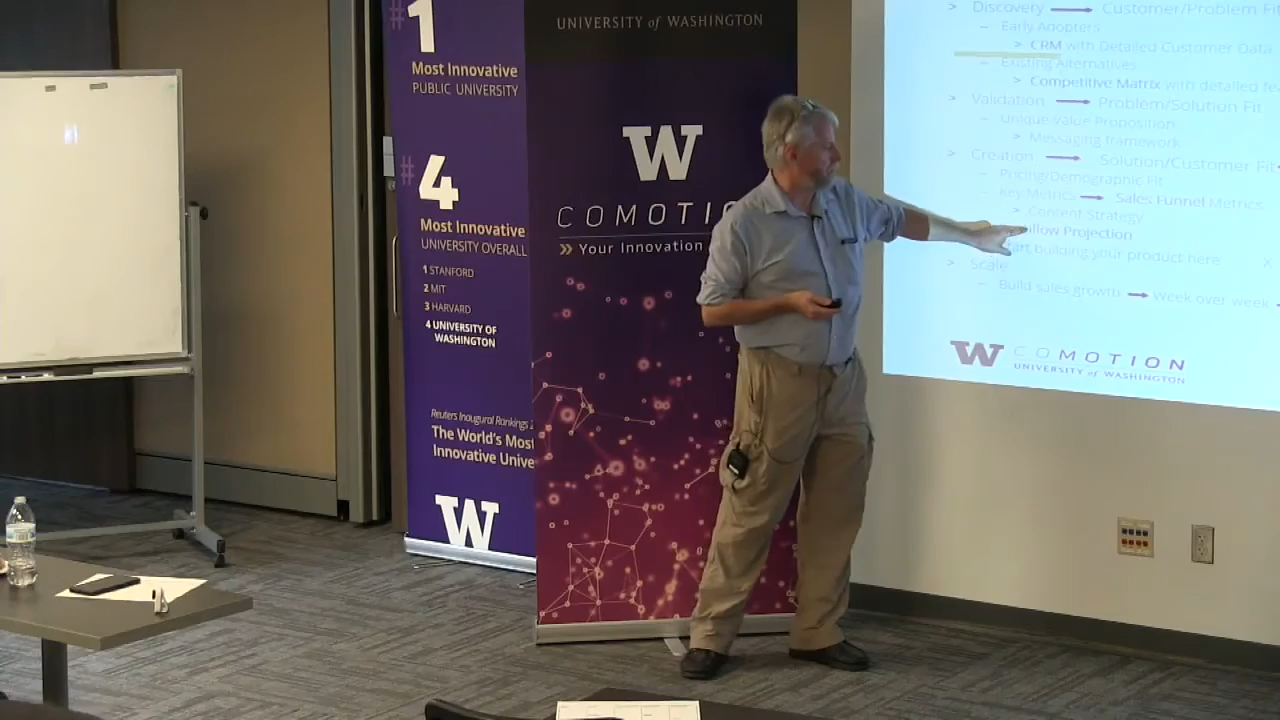 #1
Most Innovative
PUBLIC UNIVERSITY
#4
Most Innovative
UNIVERSITY OVERALL
1 STANFORD
2 MIT
3 HARVARD
4 UNIVERSITY OF
WASHINGTON
Reuters Inaugural Rankings
The World's Most
Innovative
W
UNIVERSITY of WASHINGTON
W
COMOTIO
» Your Innovation
> Discovery → Customer/Problem Fit
– Early Adopters
> CRM with Detailed Customer Data
– Existing Alternatives
> Competitive Matrix with detailed
> Validation → Problem/Solution Fit
– Unique Value Proposition
> Messaging framework
> Creation → Solution/Customer Fit
– Pricing/Demographic Fit
– Key Metrics → Sales Funnel Metrics
> Content Strategy
Projection
building your product here X
> Scale
– Build sales growth → Week over week
W COMOTION
UNIVERSITY of WASHINGTON